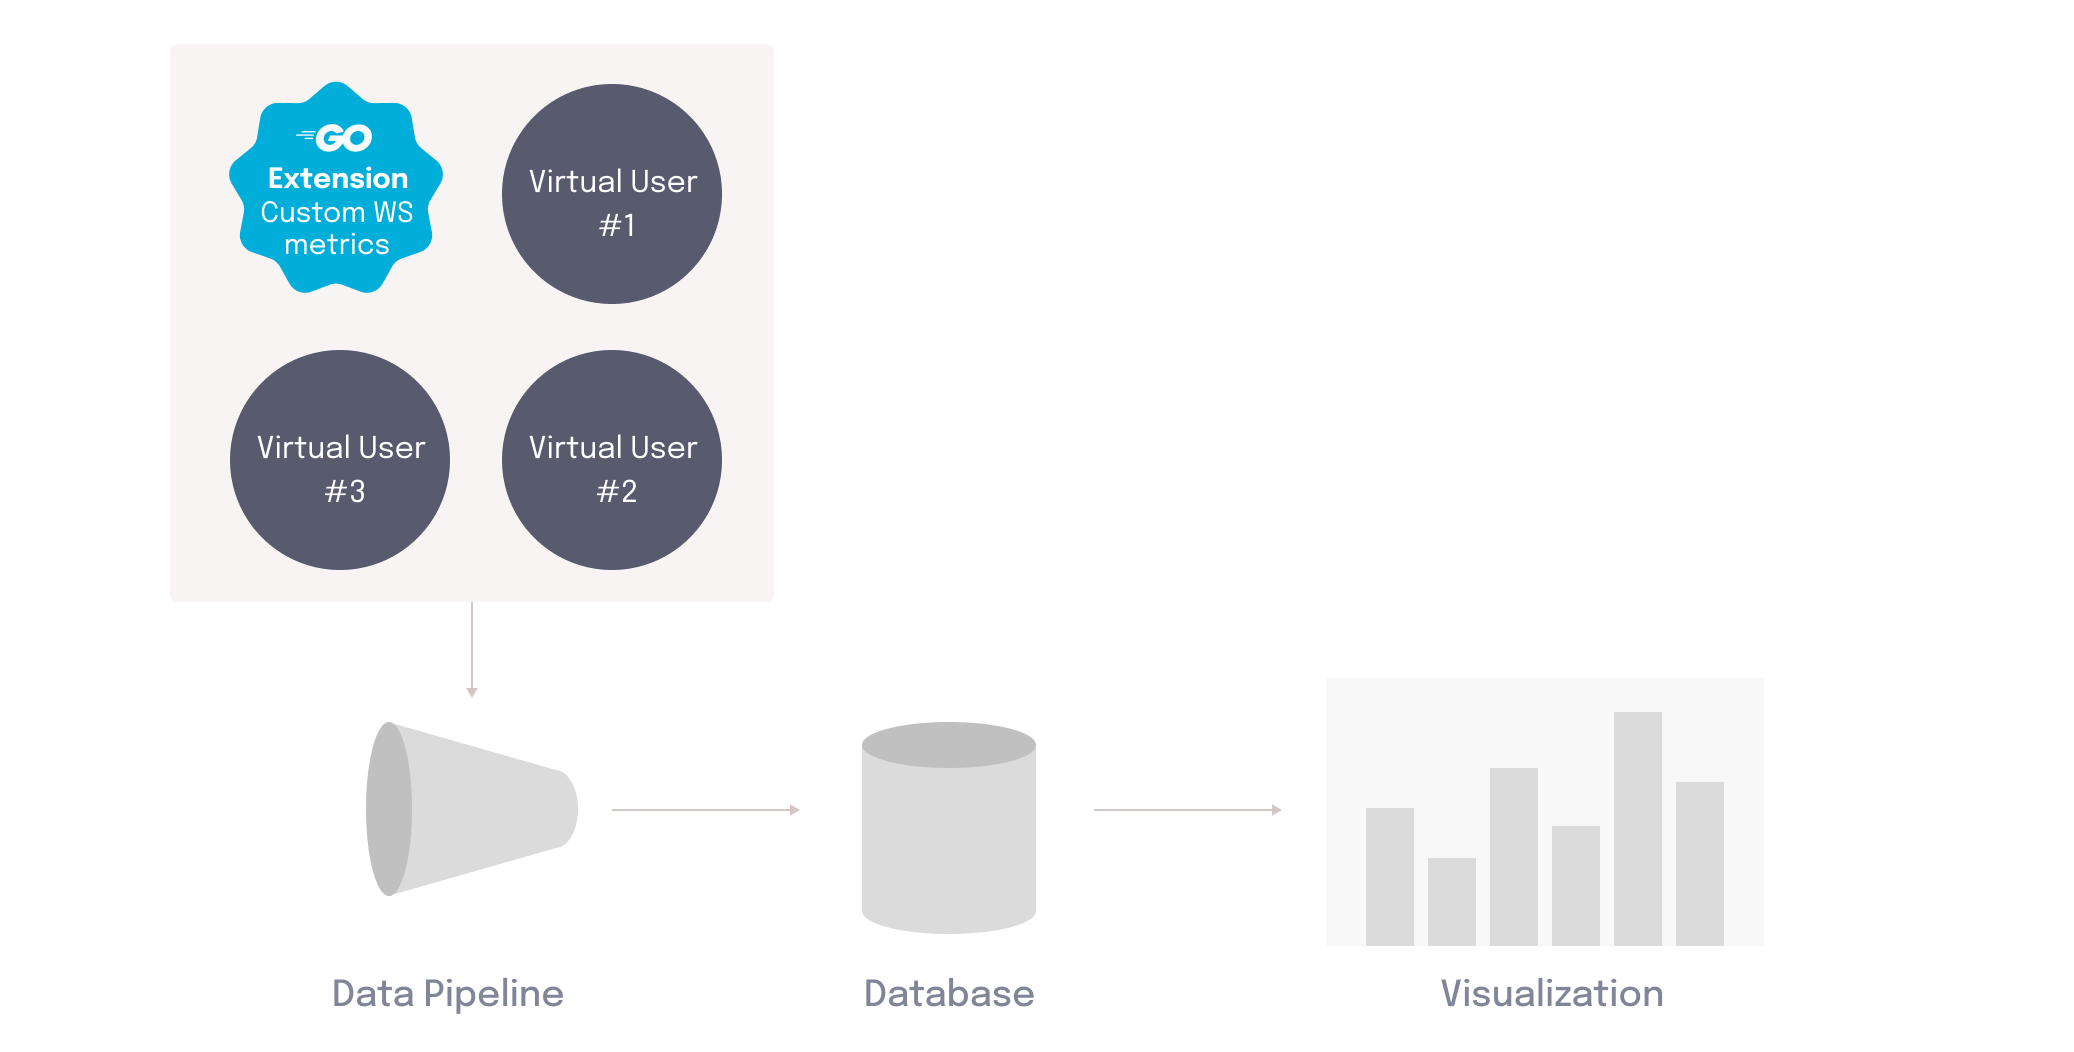 GO
Extension
Custom WS
metrics
Virtual User
#1
Virtual User
#3
Virtual User
#2
Data Pipeline
Database
Visualization